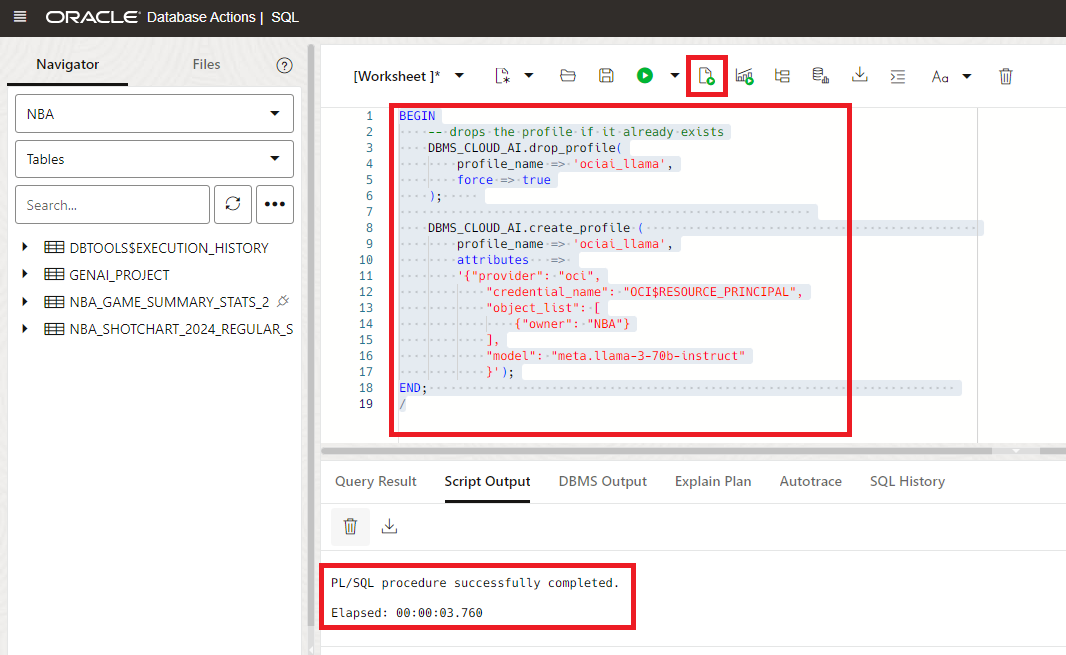 ORACLE Database Actions | SQL
Navigator
Files
?
NBA
Tables
Search...
DBTOOLS$EXECUTION_HISTORY
GENAI_PROJECT
NBA_GAME_SUMMARY_STATS_2
NBA_SHOTCHART_2024_REGULAR_S
[Worksheet ]*
Aa
1 BEGIN
2 -- drops the profile if it already exists
3 DBMS_CLOUD_AI.drop_profile(
4 profile_name => 'ociai_llama',
5 force => true
6 );
7
8 DBMS_CLOUD_AI.create_profile (
9 profile_name => 'ociai_llama',
10 attributes =>
11 '{"provider": "oci",
12 "credential_name": "OCI$RESOURCE_PRINCIPAL",
13 "object_list": [
14 {"owner": "NBA"}
15 ],
16 "model": "meta.llama-3-70b-instruct"
17 }');
18 END;
19 /
Query Result
Script Output
DBMS Output
Explain Plan
Autotrace
SQL History
PL/SQL procedure successfully completed.
Elapsed: 00:00:03.760